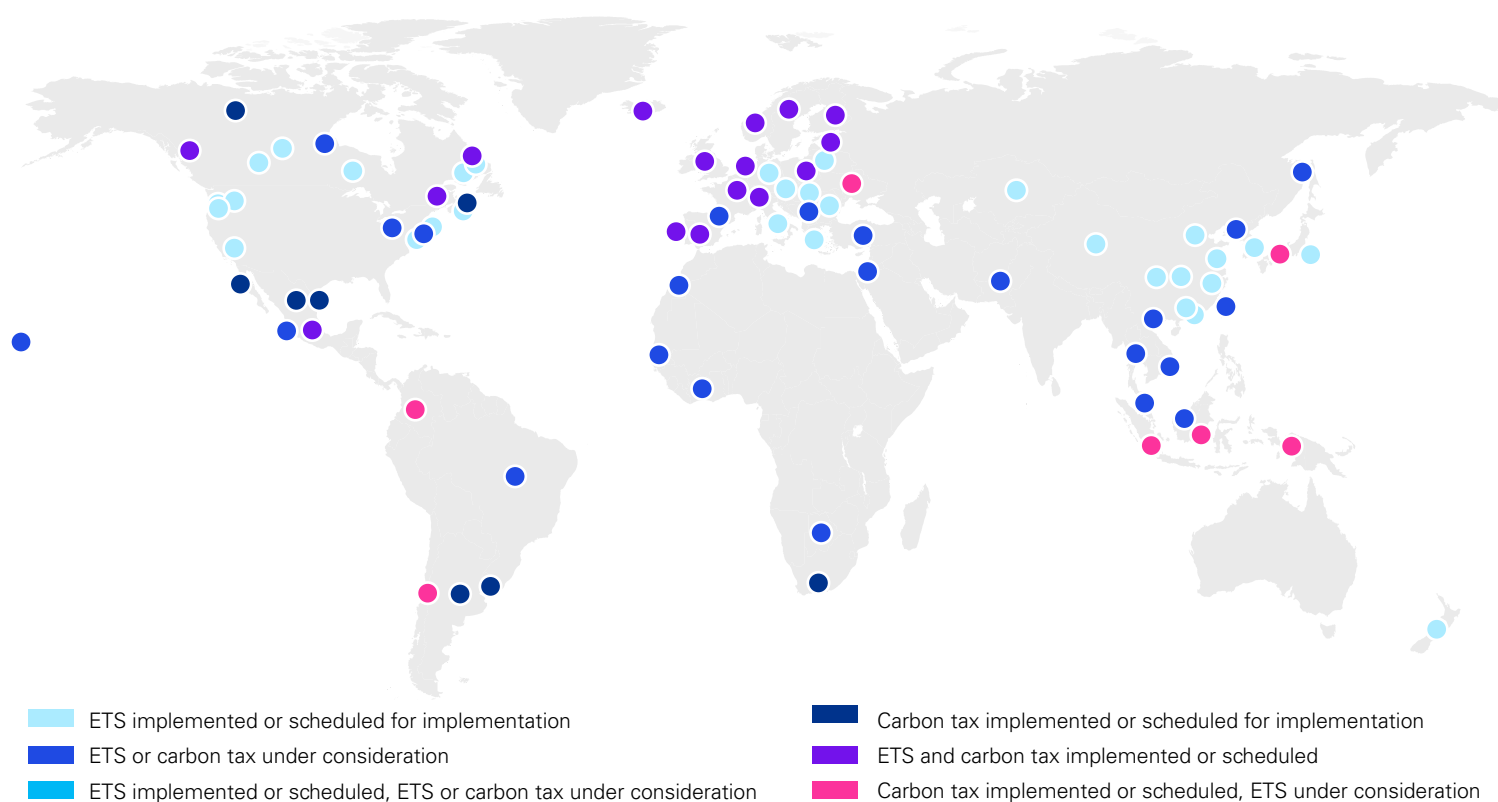 ETS implemented or scheduled for implementation
ETS or carbon tax under consideration
ETS implemented or scheduled, ETS or carbon tax under consideration
Carbon tax implemented or scheduled for implementation
ETS and carbon tax implemented or scheduled
Carbon tax implemented or scheduled, ETS under consideration